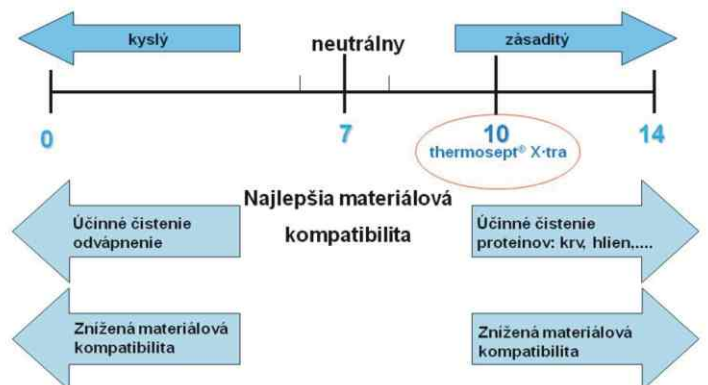 kyslý
neutrálny
zásaditý
0
7
10
14
thermosept® X·tra
Najlepšia materiálová
kompatibilita
Účinné čistenie
odvápnenie
Účinné čistenie
proteínov: krv, hlien,....
Znížená materiálová
kompatibilita
Znížená materiálová
kompatibilita